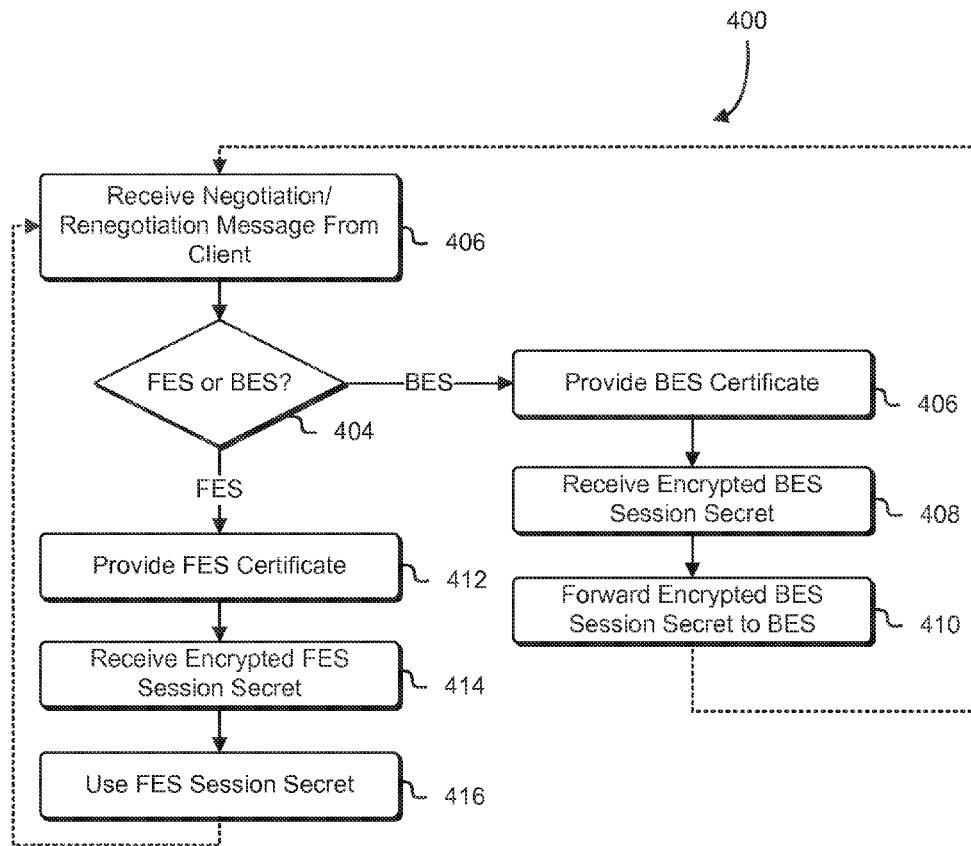 400
Receive Negotiation/
Renegotiation Message From
Client
406
FES or BES?
404
BES
Provide BES Certificate
406
FES
Receive Encrypted BES
Session Secret
408
Provide FES Certificate
412
Forward Encrypted BES
Session Secret to BES
410
Receive Encrypted FES
Session Secret
414
Use FES Session Secret
416